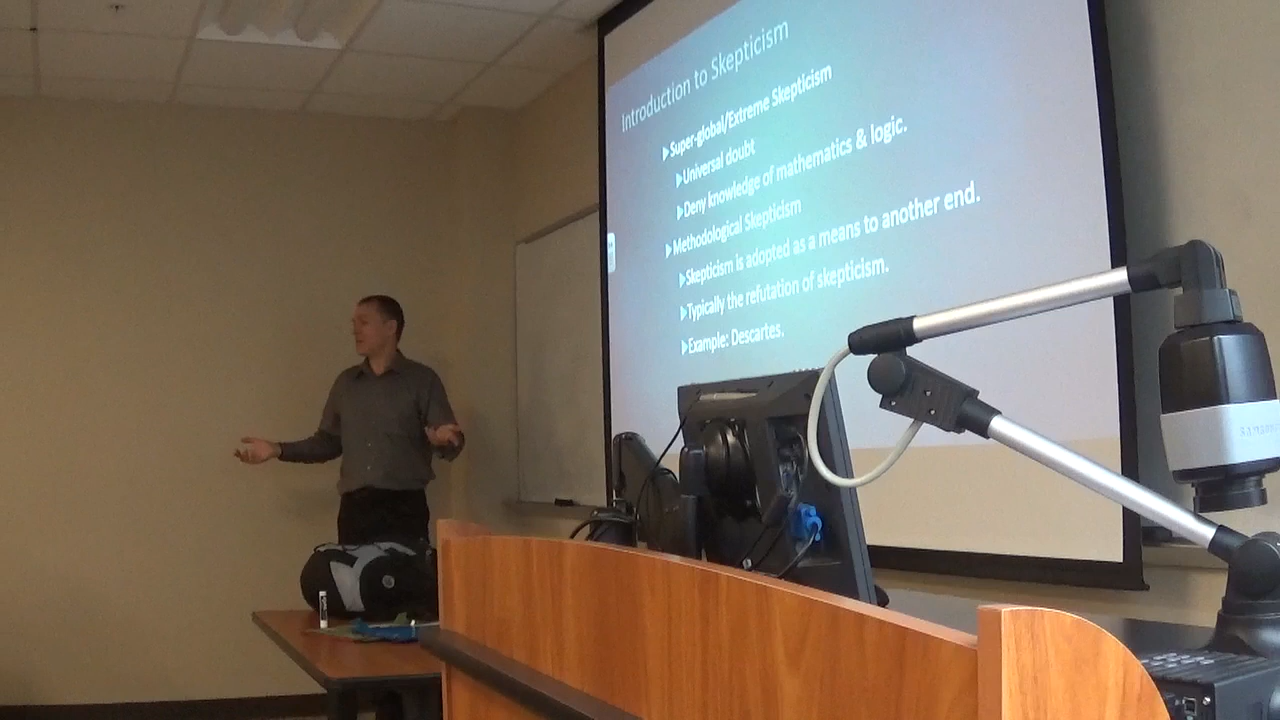 Introduction to Skepticism
Super-global/Extreme Skepticism
Universal doubt
Deny knowledge of mathematics & logic.
Methodological Skepticism
Skepticism is adopted as a means to another end.
Typically the refutation of skepticism.
Example: Descartes.
SAMSUNG